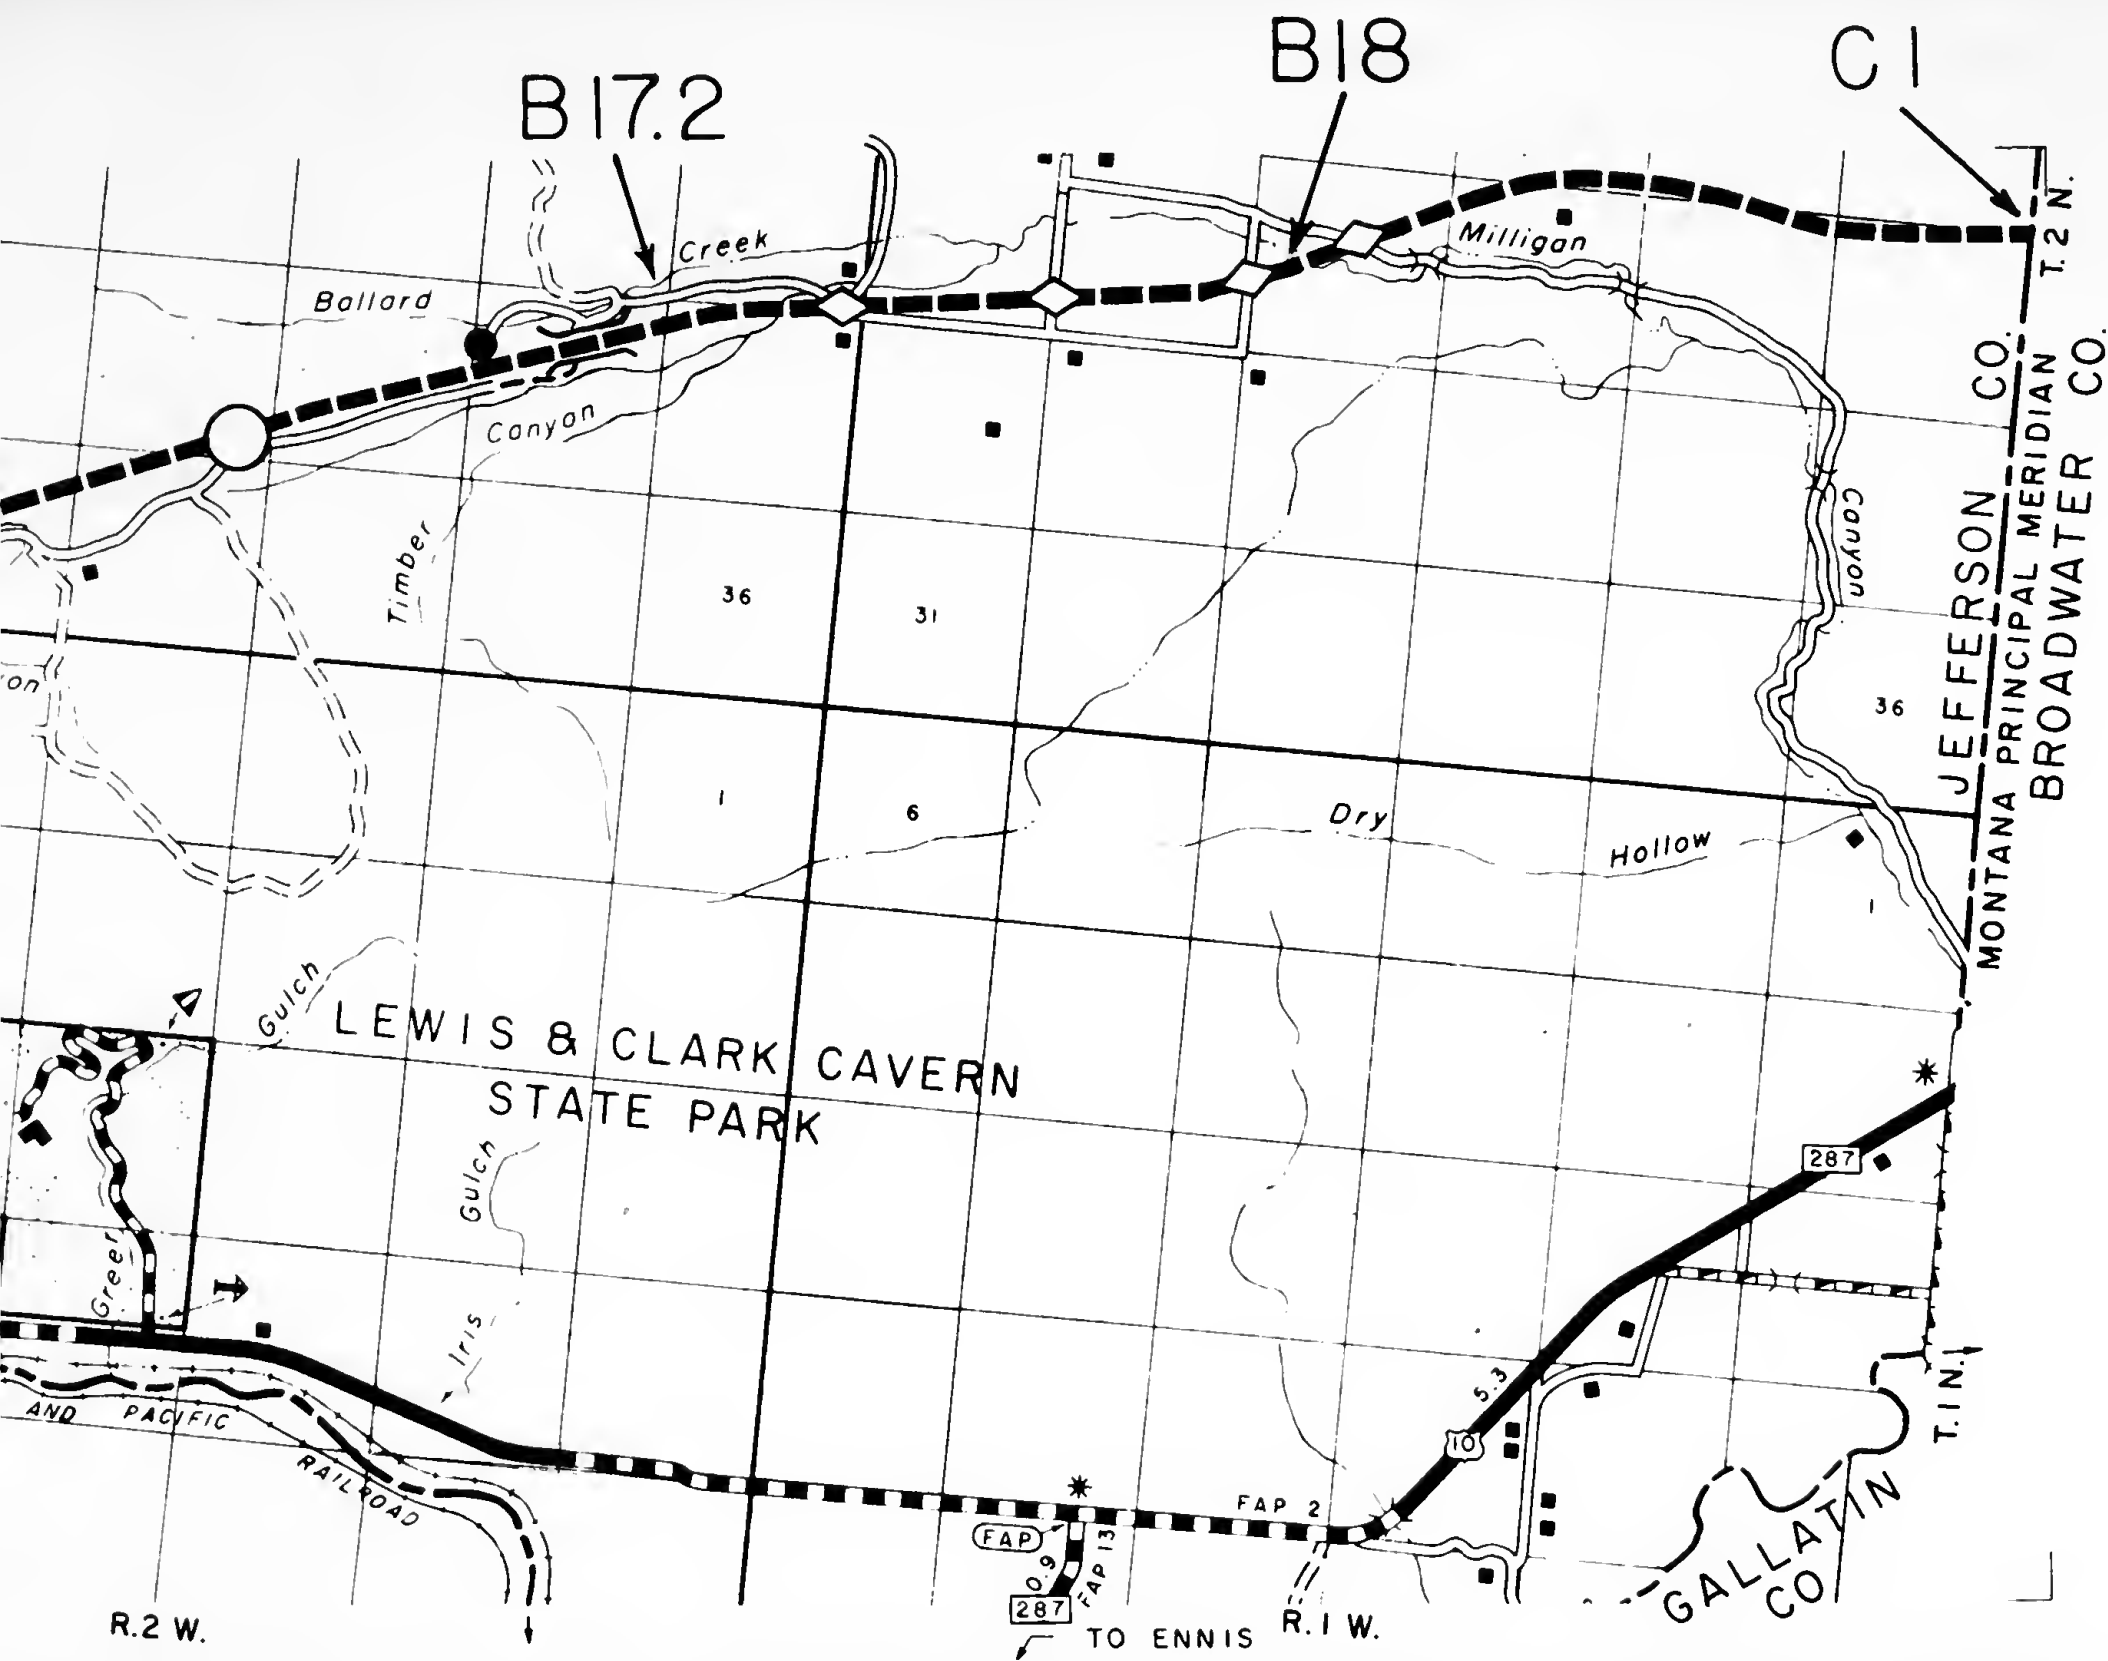 B17.2
B18
C1
T. 2 N.
Creek
Milligan
Ballard
Canyon
Canyon
Timber
JEFFERSON CO.
MONTANA PRINCIPAL MERIDIAN
BROADWATER CO.
36
31
36
on
1
6
Dry
Hollow
1
Gulch
LEWIS & CLARK CAVERN
STATE PARK
Gulch
287
Greer
Iris
5.3
T. 1 N.
AND PACIFIC
RAILROAD
10
FAP 2
FAP
FAP 13
0.9
287
GALLATIN
CO
R. 2 W.
TO ENNIS
R. 1 W.